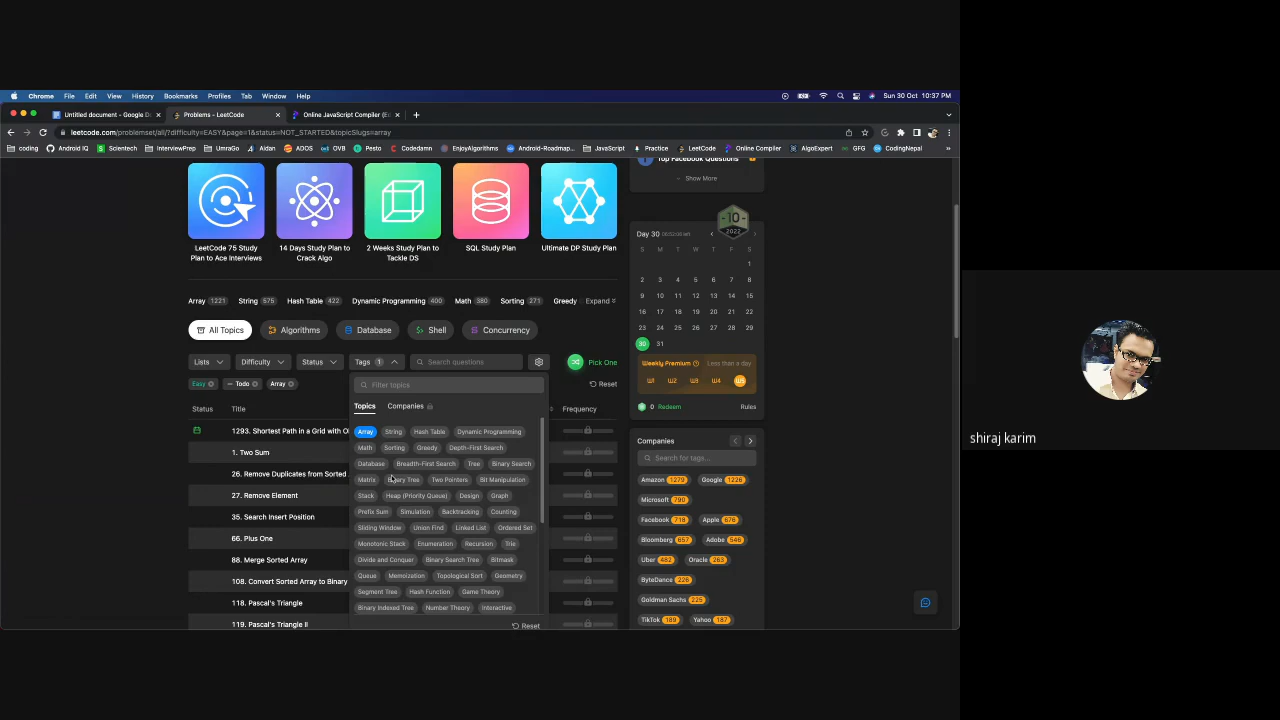 Chrome File Edit View History Bookmarks Profiles Tab Window Help Sun 30 Oct 10:37 PM
Untitled document - Google D Problems - LeetCode Online JavaScript Compiler (E
leetcode.com/problemset/all/?difficulty=EASY&page=1&status=NOT_STARTED&topicSlugs=array
coding Android IQ Scientech InterviewPrep UmraGo Aidan ADOS OVB Pesto Codedamn EnjoyAlgorithms Android-Roadmap... JavaScript Practice LeetCode Online Compiler AlgoExpert GFG CodingNepal
Top Facebook Questions
Show More
LeetCode 75 Study Plan to Ace Interviews
14 Days Study Plan to Crack Algo
2 Weeks Study Plan to Tackle DS
SQL Study Plan
Ultimate DP Study Plan
-10
2022
Day 30
S M T W T F S
1
2 3 4 5 6 7 8
9 10 11 12 13 14 15
16 17 18 19 20 21 22
23 24 25 26 27 28 29
30 31
Weekly Premium Less than a day
W1 W2 W3 W4 W5
0 Redeem Rules
Array 1221 String 575 Hash Table 422 Dynamic Programming 400 Math 380 Sorting 271 Greedy Expand
All Topics Algorithms Database Shell Concurrency
Lists Difficulty Status Tags 1 Search questions Pick One
Easy Todo Array Reset
Filter topics
Topics Companies
Array String Hash Table Dynamic Programming
Math Sorting Greedy Depth-First Search
Database Breadth-First Search Tree Binary Search
Matrix Binary Tree Two Pointers Bit Manipulation
Stack Heap (Priority Queue) Design Graph
Prefix Sum Simulation Backtracking Counting
Sliding Window Union Find Linked List Ordered Set
Monotonic Stack Enumeration Recursion Trie
Divide and Conquer Binary Search Tree Bitmask
Queue Memoization Topological Sort Geometry
Segment Tree Hash Function Game Theory
Binary Indexed Tree Number Theory Interactive
Reset
Status Title Frequency
1293. Shortest Path in a Grid with O
1. Two Sum
26. Remove Duplicates from Sorted
27. Remove Element
35. Search Insert Position
66. Plus One
88. Merge Sorted Array
108. Convert Sorted Array to Binary
118. Pascal's Triangle
119. Pascal's Triangle II
Companies
Search for tags...
Amazon 1279 Google 1226
Microsoft 790
Facebook 718 Apple 676
Bloomberg 657 Adobe 546
Uber 482 Oracle 263
ByteDance 226
Goldman Sachs 225
TikTok 189 Yahoo 187
shiraj karim